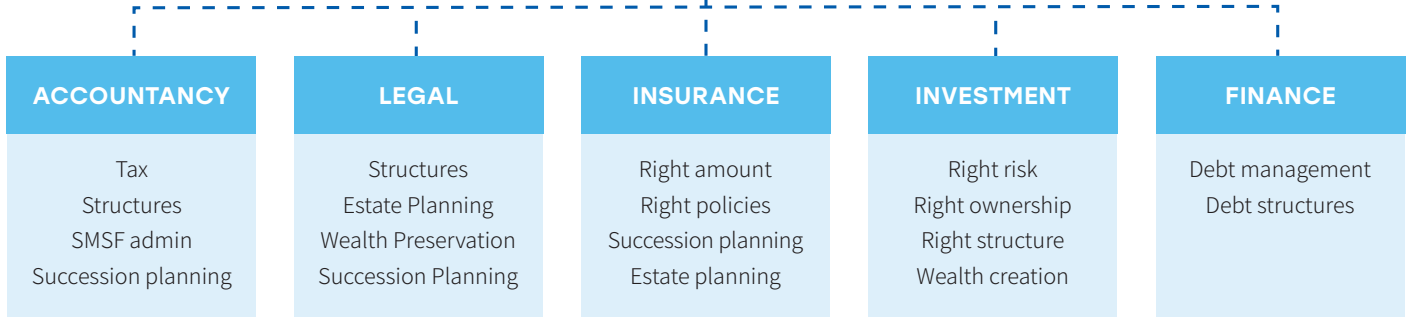 ACCOUNTANCY
Tax
Structures
SMSF admin
Succession planning
LEGAL
Structures
Estate Planning
Wealth Preservation
Succession Planning
INSURANCE
Right amount
Right policies
Succession planning
Estate planning
INVESTMENT
Right risk
Right ownership
Right structure
Wealth creation
FINANCE
Debt management
Debt structures